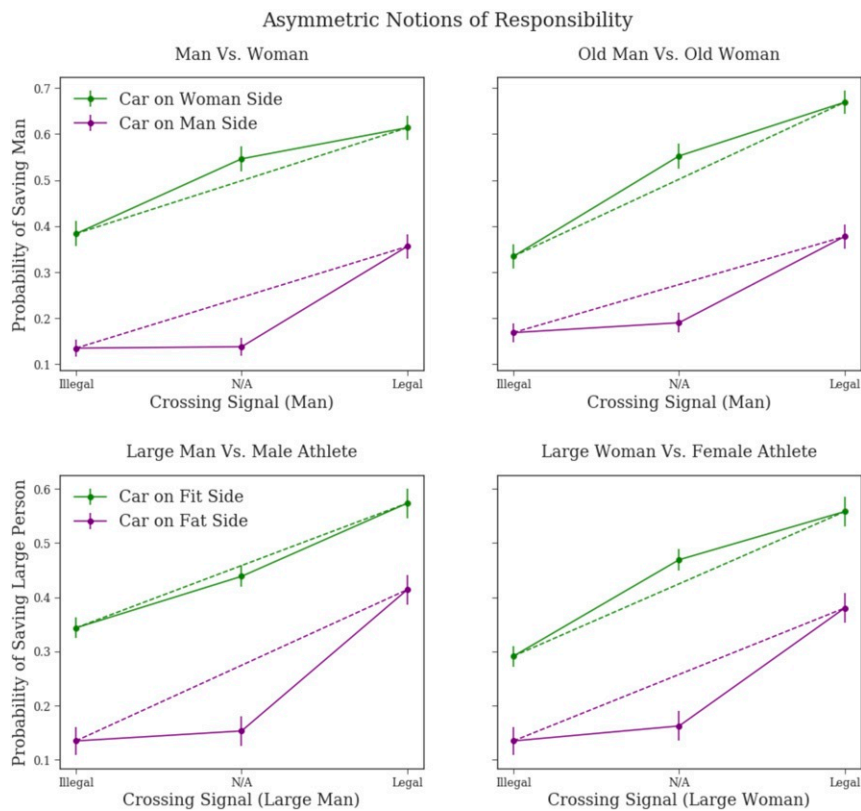 Asymmetric Notions of Responsibility
Man Vs. Woman
Old Man Vs. Old Woman
Car on Woman Side
Car on Man Side
Probability of Saving Man
0.7
0.6
0.5
0.4
0.3
0.2
0.1
Illegal
N/A
Legal
Crossing Signal (Man)
Illegal
N/A
Legal
Crossing Signal (Man)
Large Man Vs. Male Athlete
Large Woman Vs. Female Athlete
Car on Fit Side
Car on Fat Side
Probability of Saving Large Person
0.6
0.5
0.4
0.3
0.2
0.1
Illegal
N/A
Legal
Crossing Signal (Large Man)
Illegal
N/A
Legal
Crossing Signal (Large Woman)